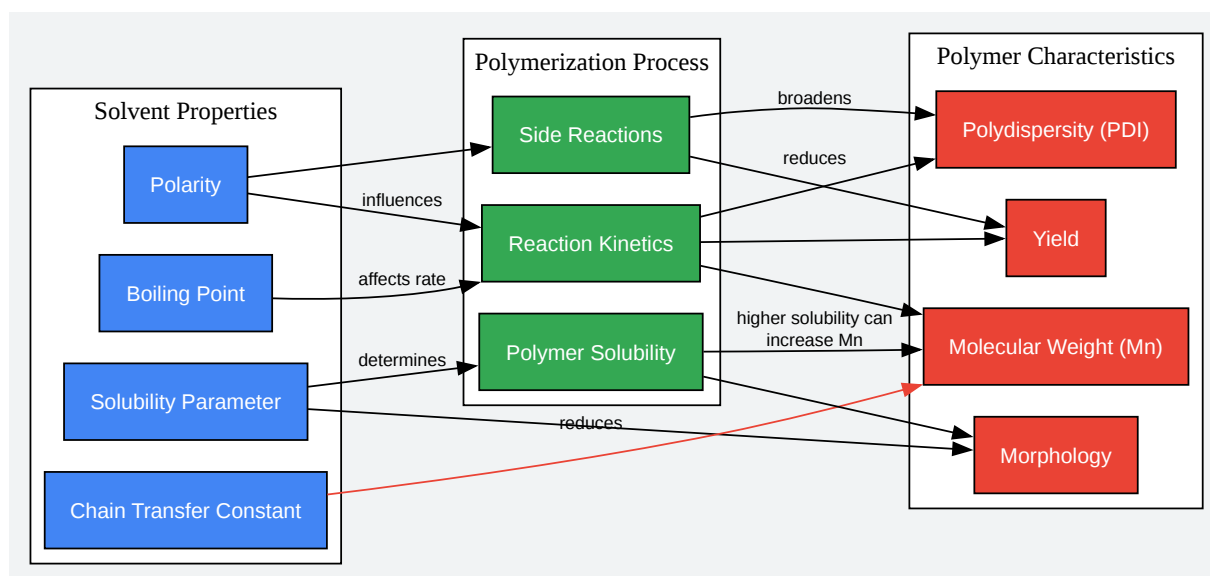 Solvent Properties
Polarity
Boiling Point
Solubility Parameter
Chain Transfer Constant
influences
affects rate
determines
reduces
Polymerization Process
Side Reactions
Reaction Kinetics
Polymer Solubility
broadens
reduces
higher solubility can
increase Mn
Polymer Characteristics
Polydispersity (PDI)
Yield
Molecular Weight (Mn)
Morphology